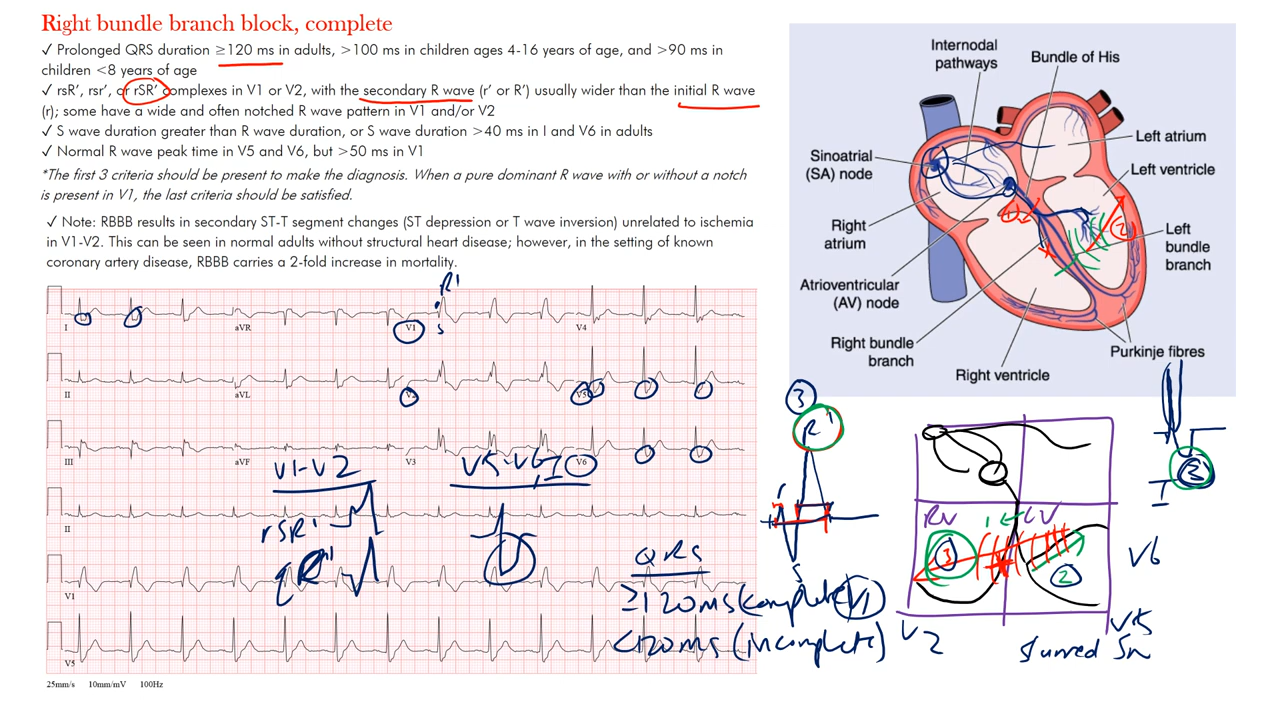 Right bundle branch block, complete
✓ Prolonged QRS duration ≥120 ms in adults, >100 ms in children ages 4-16 years of age, and >90 ms in
children <8 years of age
✓ rsR’, rsr’, or rSR’ complexes in V1 or V2, with the secondary R wave (r’ or R’) usually wider than the initial R wave
(r); some have a wide and often notched R wave pattern in V1 and/or V2
✓ S wave duration greater than R wave duration, or S wave duration >40 ms in I and V6 in adults
✓ Normal R wave peak time in V5 and V6, but >50 ms in V1
*The first 3 criteria should be present to make the diagnosis. When a pure dominant R wave with or without a notch
is present in V1, the last criteria should be satisfied.
✓ Note: RBBB results in secondary ST-T segment changes (ST depression or T wave inversion) unrelated to ischemia
in V1-V2. This can be seen in normal adults without structural heart disease; however, in the setting of known
coronary artery disease, RBBB carries a 2-fold increase in mortality.
Internodal
pathways
Bundle of His
Left atrium
Sinoatrial
(SA) node
Left ventricle
Right
atrium
Left
bundle
branch
Atrioventricular
(AV) node
Right bundle
branch
Purkinje fibres
Right ventricle
1
2
R'
s
I
aVR
V1
V4
II
aVL
V2
V5
III
aVF
V3
V6
II
V1
V5
25mm/s 10mm/mV 100Hz
V1-V2
rSR'
qR'
V5-V6, I
QRS
≥120ms (complete)
<120ms (incomplete)
3
R'
r
S
V1
2
I
RV
LV
1
3
2
V6
V5
V2
slurred S